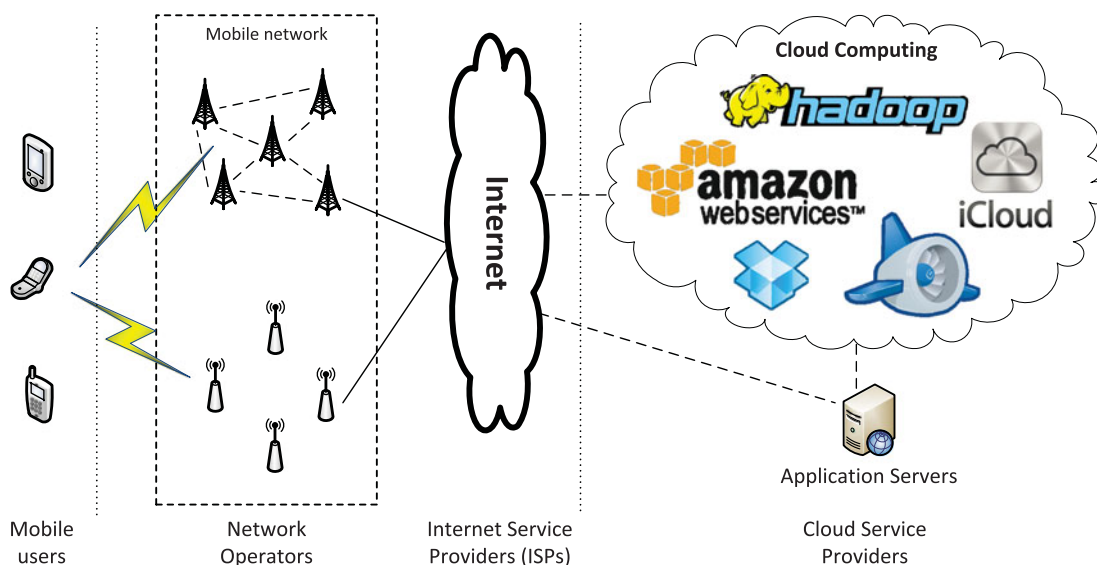 Mobile network
Cloud Computing
hadoop
amazon
webservices™
iCloud
Internet
Application Servers
Mobile
users
Network
Operators
Internet Service
Providers (ISPs)
Cloud Service
Providers